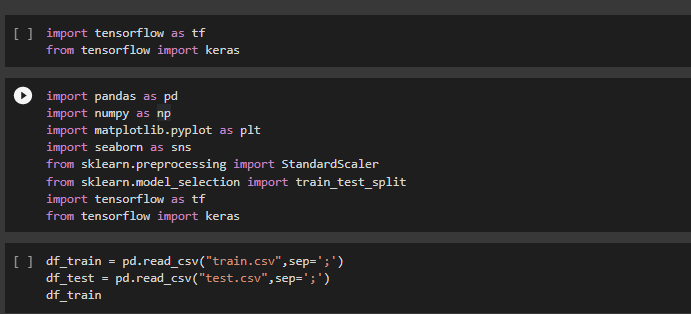 [ ] import tensorflow as tf
from tensorflow import keras
import pandas as pd
import numpy as np
import matplotlib.pyplot as plt
import seaborn as sns
from sklearn.preprocessing import StandardScaler
from sklearn.model_selection import train_test_split
import tensorflow as tf
from tensorflow import keras
[ ] df_train = pd.read_csv("train.csv",sep=';')
df_test = pd.read_csv("test.csv",sep=';')
df_train